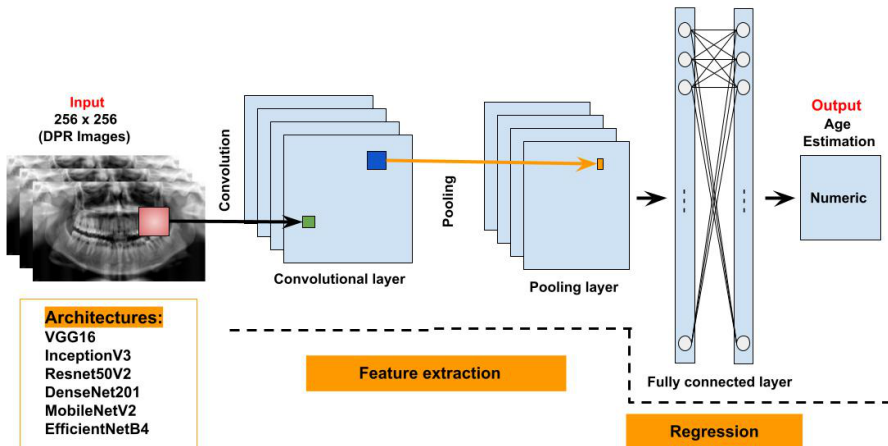 Input
256 x 256
(DPR Images)
Convolution
Convolutional layer
Pooling
Pooling layer
Fully connected layer
Output
Age
Estimation
Numeric
Architectures:
VGG16
InceptionV3
Resnet50V2
DenseNet201
MobileNetV2
EfficientNetB4
Feature extraction
Regression